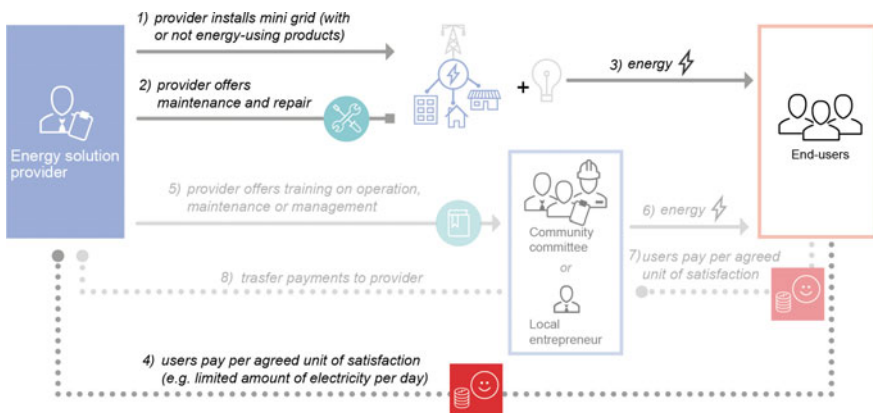 1) provider installs mini grid (with
or not energy-using products)
2) provider offers
maintenance and repair
Energy solution
provider
+
3) energy
End-users
5) provider offers training on operation,
maintenance or management
Community
committee
or
Local
entrepreneur
6) energy
7) users pay per agreed
unit of satisfaction
8) trasfer payments to provider
4) users pay per agreed unit of satisfaction
(e.g. limited amount of electricity per day)